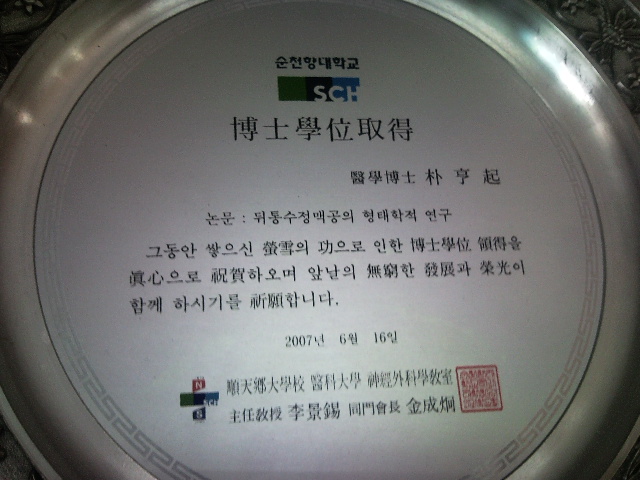 순천향대학교
SCH
博士學位取得
醫學博士 朴亨起
논문 : 뒤통수정맥공의 형태학적 연구
그동안 쌓으신 螢雪의 功으로 인한 博士學位 領得을
眞心으로 祝賀하오며 앞날의 無窮한 發展과 榮光이
함께 하시기를 祈願합니다.
2007년 6월 16일
N SCH S
順天鄕大學校 醫科大學 神經外科學敎室
主任敎授 李景錫 同門會長 金成炯